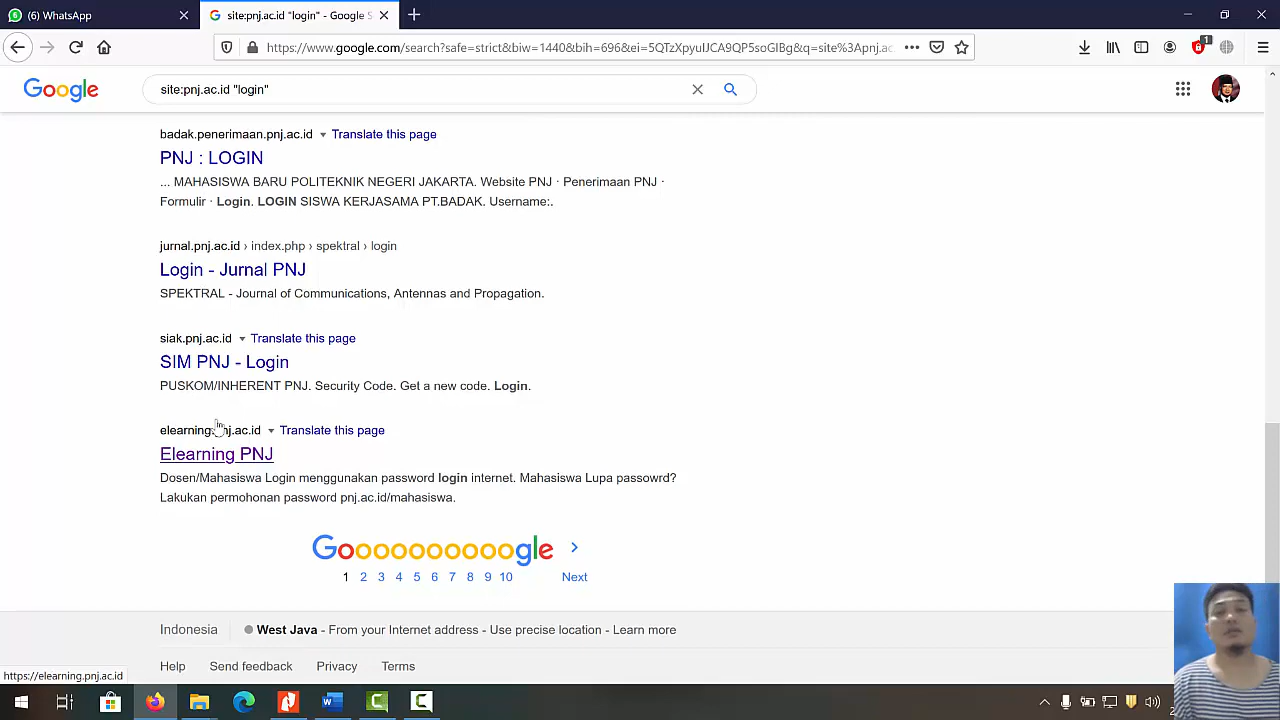 (6) WhatsApp
site:pnj.ac.id "login" - Google S
https://www.google.com/search?safe=strict&biw=1440&bih=696&ei=5QTzXpyulJCA9QP5soGIBg&q=site%3Apnj.ac
1
Google
site:pnj.ac.id "login"
badak.penerimaan.pnj.ac.id Translate this page
PNJ : LOGIN
... MAHASISWA BARU POLITEKNIK NEGERI JAKARTA. Website PNJ · Penerimaan PNJ ·
Formulir · Login. LOGIN SISWA KERJASAMA PT.BADAK. Username:.
jurnal.pnj.ac.id › index.php › spektral › login
Login - Jurnal PNJ
SPEKTRAL - Journal of Communications, Antennas and Propagation.
siak.pnj.ac.id Translate this page
SIM PNJ - Login
PUSKOM/INHERENT PNJ. Security Code. Get a new code. Login.
elearning.pnj.ac.id Translate this page
Elearning PNJ
Dosen/Mahasiswa Login menggunakan password login internet. Mahasiswa Lupa passowrd?
Lakukan permohonan password pnj.ac.id/mahasiswa.
Goooooooooogle
1 2 3 4 5 6 7 8 9 10 Next
Indonesia West Java - From your Internet address - Use precise location - Learn more
Help Send feedback Privacy Terms
https://elearning.pnj.ac.id